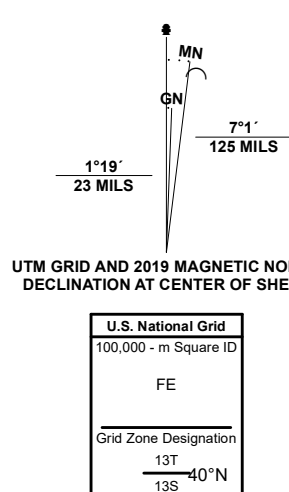 MN
GN
7°1´
125 MILS
1°19´
23 MILS
UTM GRID AND 2019 MAGNETIC NO
DECLINATION AT CENTER OF SHE
U.S. National Grid
100,000 - m Square ID
FE
Grid Zone Designation
13T
40°N
13S